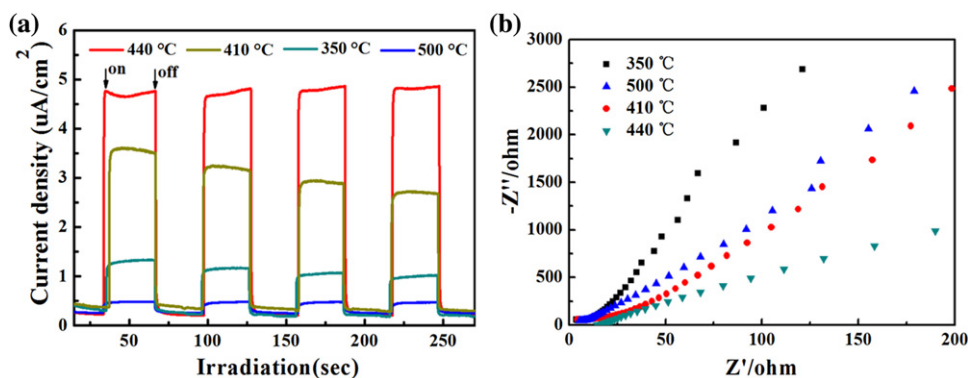 (a)
Current density (uA/cm²)
6
5
4
3
2
1
0
440 °C
410 °C
350 °C
500 °C
on
off
50
100
150
200
250
Irradiation(sec)
(b)
-Z''/ohm
3000
2500
2000
1500
1000
500
0
350 ℃
500 ℃
410 ℃
440 ℃
0
50
100
150
200
Z'/ohm